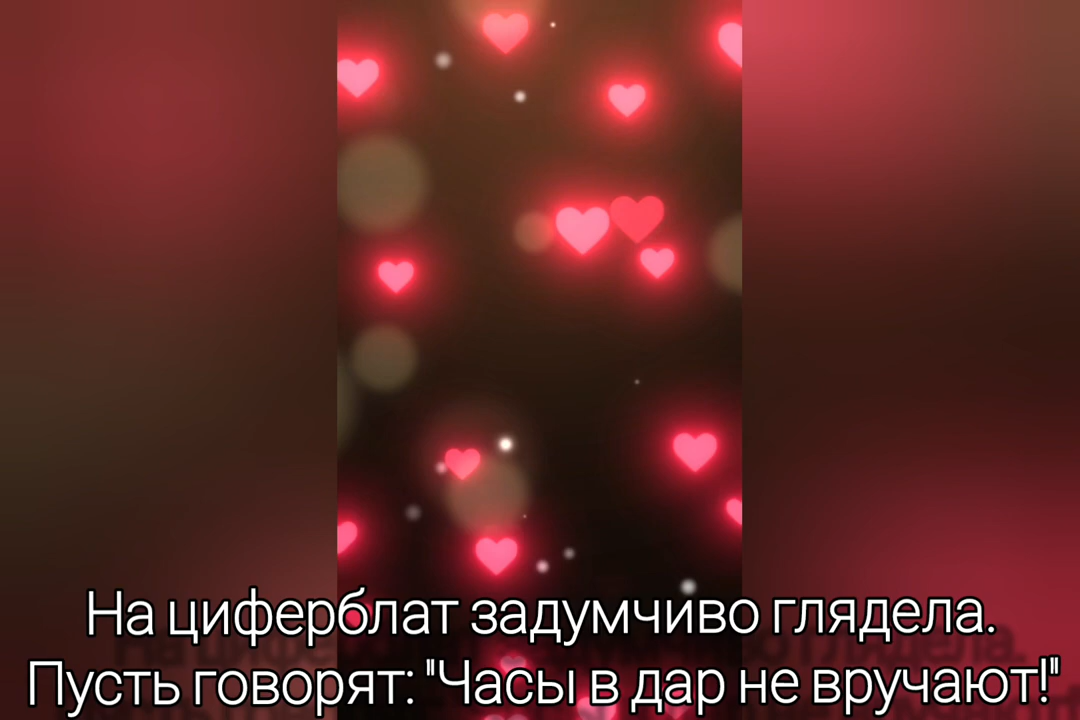 На циферблат задумчиво глядела.
Пусть говорят: "Часы в дар не вручают!"